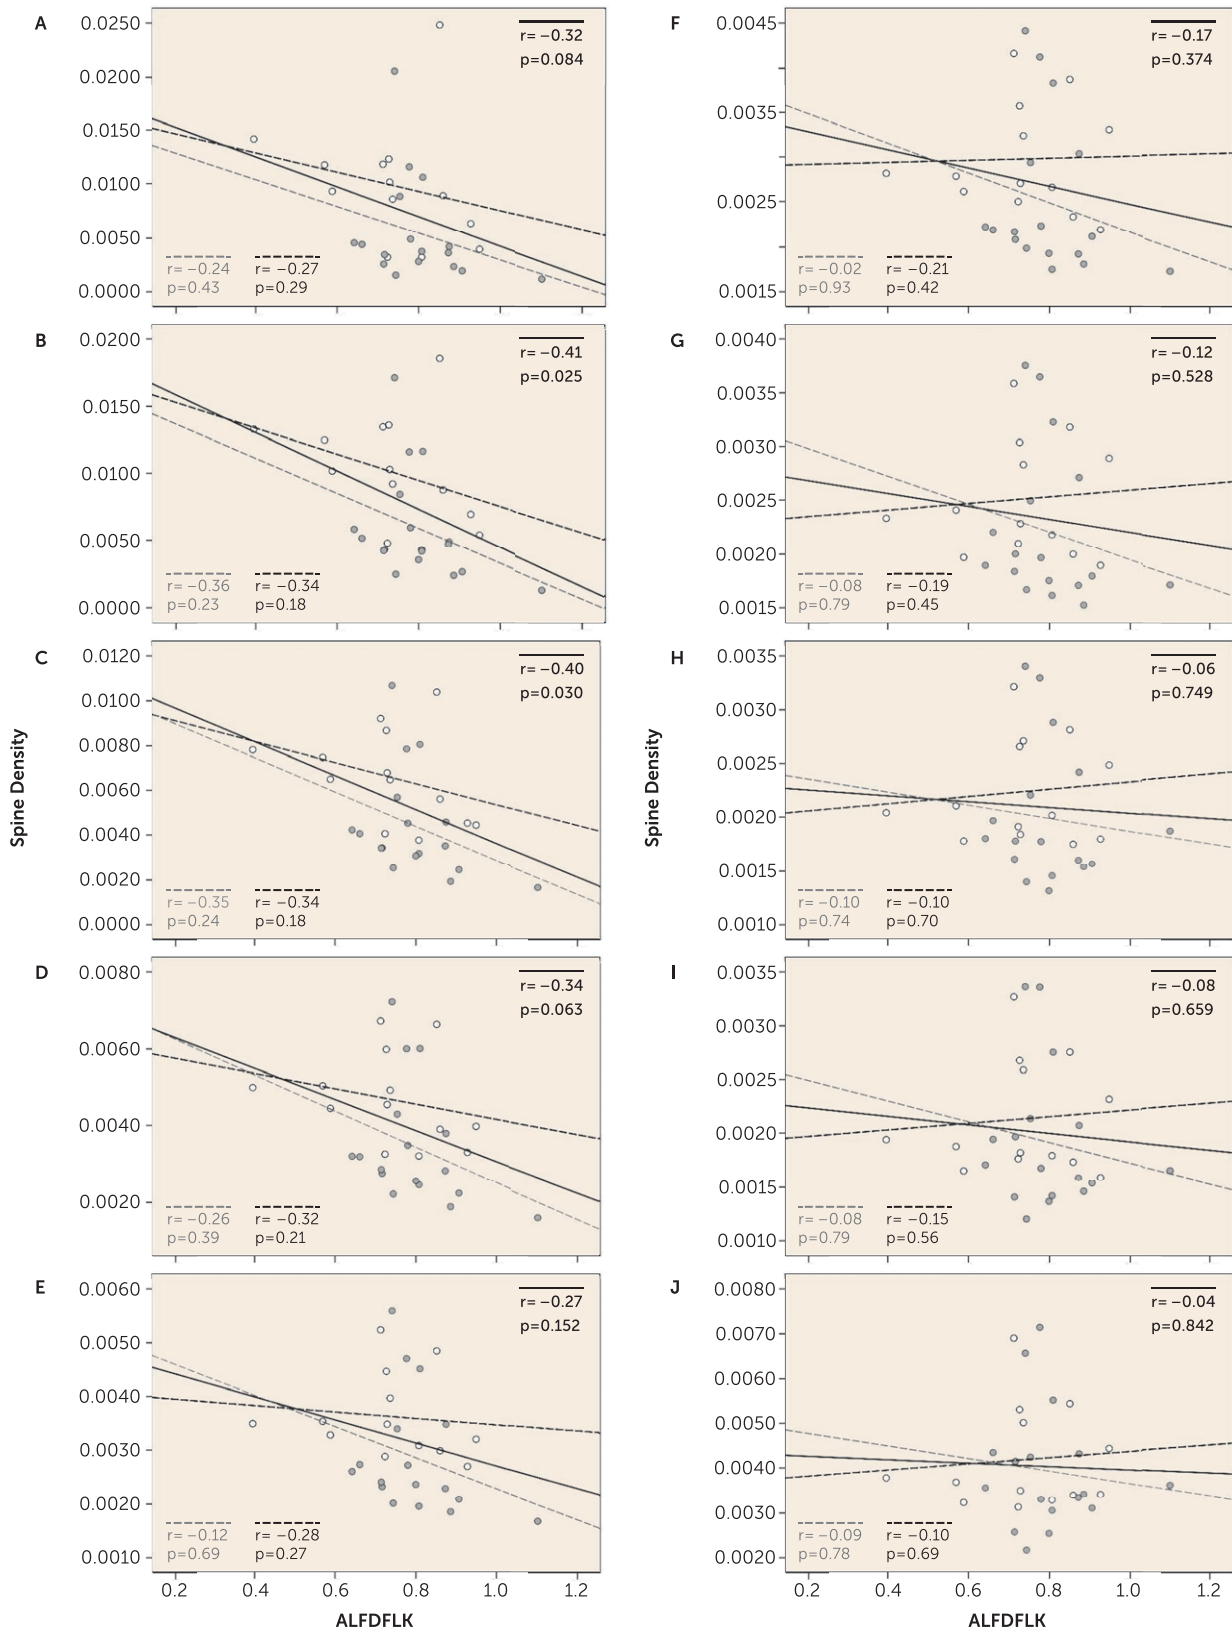 A
0.0250
0.0200
0.0150
0.0100
0.0050
0.0000
r= −0.32
p=0.084
r= −0.24
p=0.43
r= −0.27
p=0.29
B
0.0200
0.0150
0.0100
0.0050
0.0000
r= −0.41
p=0.025
r= −0.36
p=0.23
r= −0.34
p=0.18
C
0.0120
0.0100
0.0080
0.0060
0.0040
0.0020
0.0000
r= −0.40
p=0.030
r= −0.35
p=0.24
r= −0.34
p=0.18
Spine Density
D
0.0080
0.0060
0.0040
0.0020
r= −0.34
p=0.063
r= −0.26
p=0.39
r= −0.32
p=0.21
E
0.0060
0.0050
0.0040
0.0030
0.0020
0.0010
r= −0.27
p=0.152
r= −0.12
p=0.69
r= −0.28
p=0.27
0.2 0.4 0.6 0.8 1.0 1.2
ALFDFLK
F
0.0045
0.0035
0.0025
0.0015
r= −0.17
p=0.374
r= −0.02
p=0.93
r= −0.21
p=0.42
G
0.0040
0.0035
0.0030
0.0025
0.0020
0.0015
r= −0.12
p=0.528
r= −0.08
p=0.79
r= −0.19
p=0.45
H
0.0035
0.0030
0.0025
0.0020
0.0015
0.0010
r= −0.06
p=0.749
r= −0.10
p=0.74
r= −0.10
p=0.70
Spine Density
I
0.0035
0.0030
0.0025
0.0020
0.0015
0.0010
r= −0.08
p=0.659
r= −0.08
p=0.79
r= −0.15
p=0.56
J
0.0080
0.0070
0.0060
0.0050
0.0040
0.0030
0.0020
r= −0.04
p=0.842
r= −0.09
p=0.78
r= −0.10
p=0.69
0.2 0.4 0.6 0.8 1.0 1.2
ALFDFLK